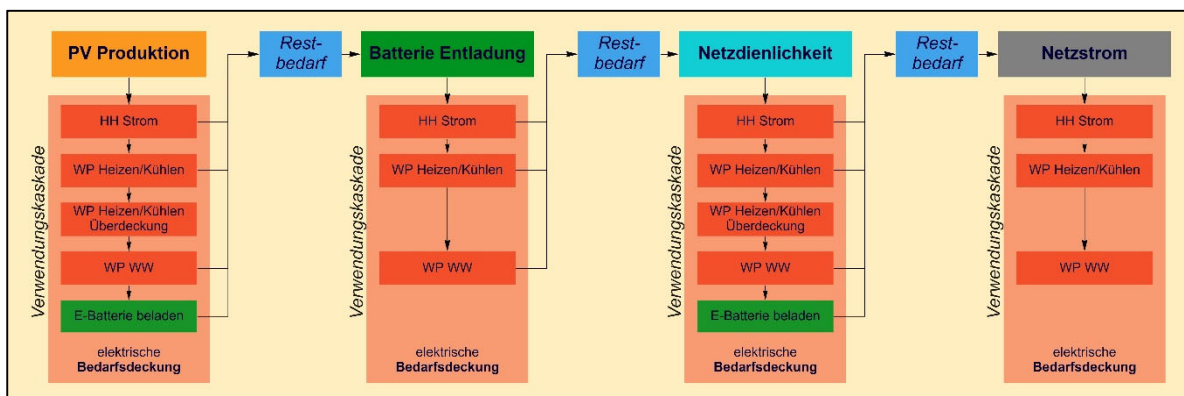 PV Produktion
Rest-
bedarf
Batterie Entladung
Rest-
bedarf
Netzdienlichkeit
Rest-
bedarf
Netzstrom
Verwendungskaskade
HH Strom
WP Heizen/Kühlen
WP Heizen/Kühlen
Überdeckung
WP WW
E-Batterie beladen
elektrische
Bedarfsdeckung
Verwendungskaskade
HH Strom
WP Heizen/Kühlen
WP WW
elektrische
Bedarfsdeckung
Verwendungskaskade
HH Strom
WP Heizen/Kühlen
WP Heizen/Kühlen
Überdeckung
WP WW
E-Batterie beladen
elektrische
Bedarfsdeckung
Verwendungskaskade
HH Strom
WP Heizen/Kühlen
WP WW
elektrische
Bedarfsdeckung